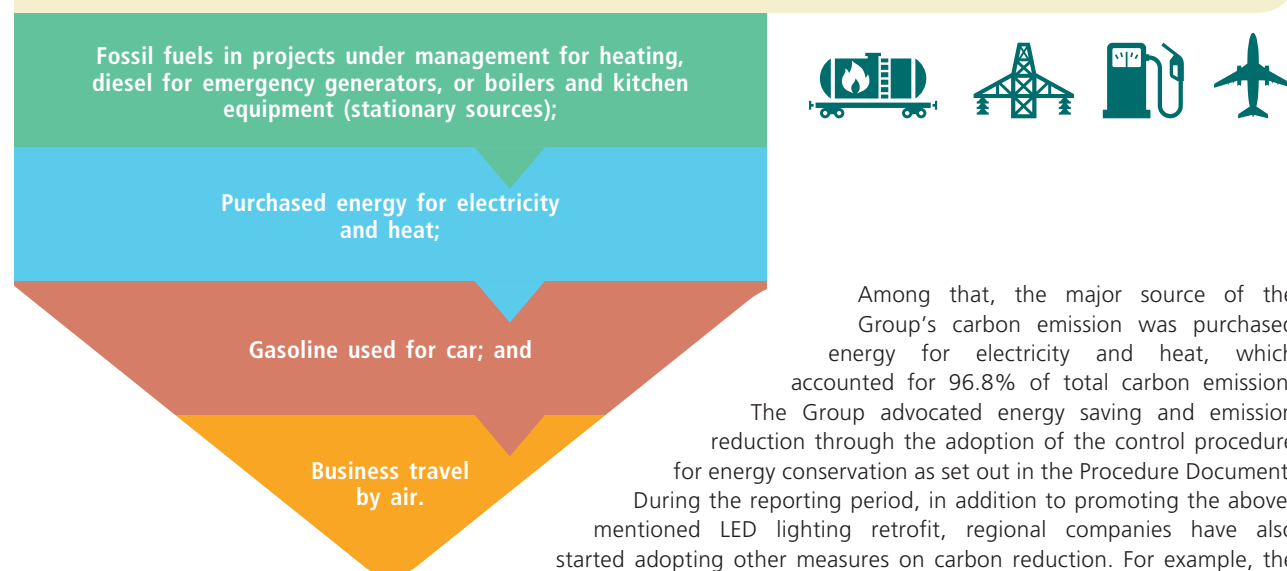 Fossil fuels in projects under management for heating,
diesel for emergency generators, or boilers and kitchen
equipment (stationary sources);
Purchased energy for electricity
and heat;
Gasoline used for car; and
Business travel
by air.
Among that, the major source of the
Group's carbon emission was purchased
energy for electricity and heat, which
accounted for 96.8% of total carbon emission
The Group advocated energy saving and emission
reduction through the adoption of the control procedure
for energy conservation as set out in the Procedure Document
During the reporting period, in addition to promoting the above
mentioned LED lighting retrofit, regional companies have also
started adopting other measures on carbon reduction. For example, the